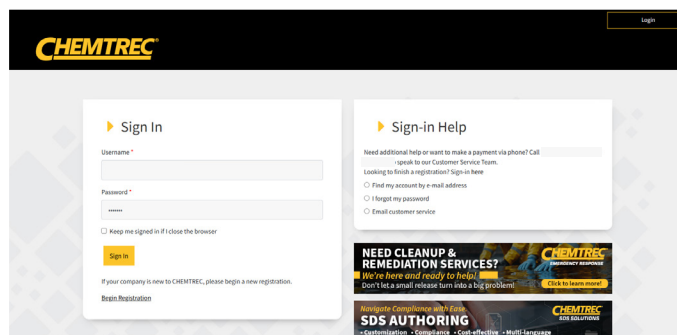 Login
CHEMTREC®
Sign In
Username *
Password *
•••••••
Keep me signed in if I close the browser
Sign In
If your company is new to CHEMTREC, please begin a new registration.
Begin Registration
Sign-in Help
Need additional help or want to make a payment via phone? Call
speak to our Customer Service Team.
Looking to finish a registration? Sign-in here
Find my account by e-mail address
I forgot my password
Email customer service
NEED CLEANUP &
REMEDIATION SERVICES?
We're here and ready to help!
Don't let a small release turn into a big problem!
CHEMTREC
EMERGENCY RESPONSE
Click to learn more!
Navigate Compliance with Ease
SDS AUTHORING
• Customization • Compliance • Cost-effective • Multi-language
CHEMTREC
SDS SOLUTIONS